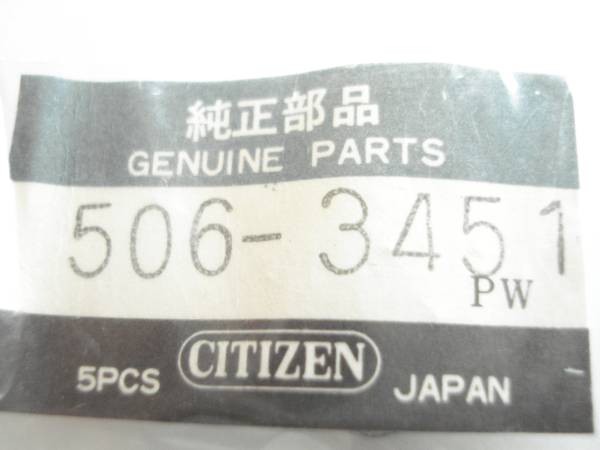 純正部品
GENUINE PARTS
506-3451
PW
5PCS CITIZEN JAPAN